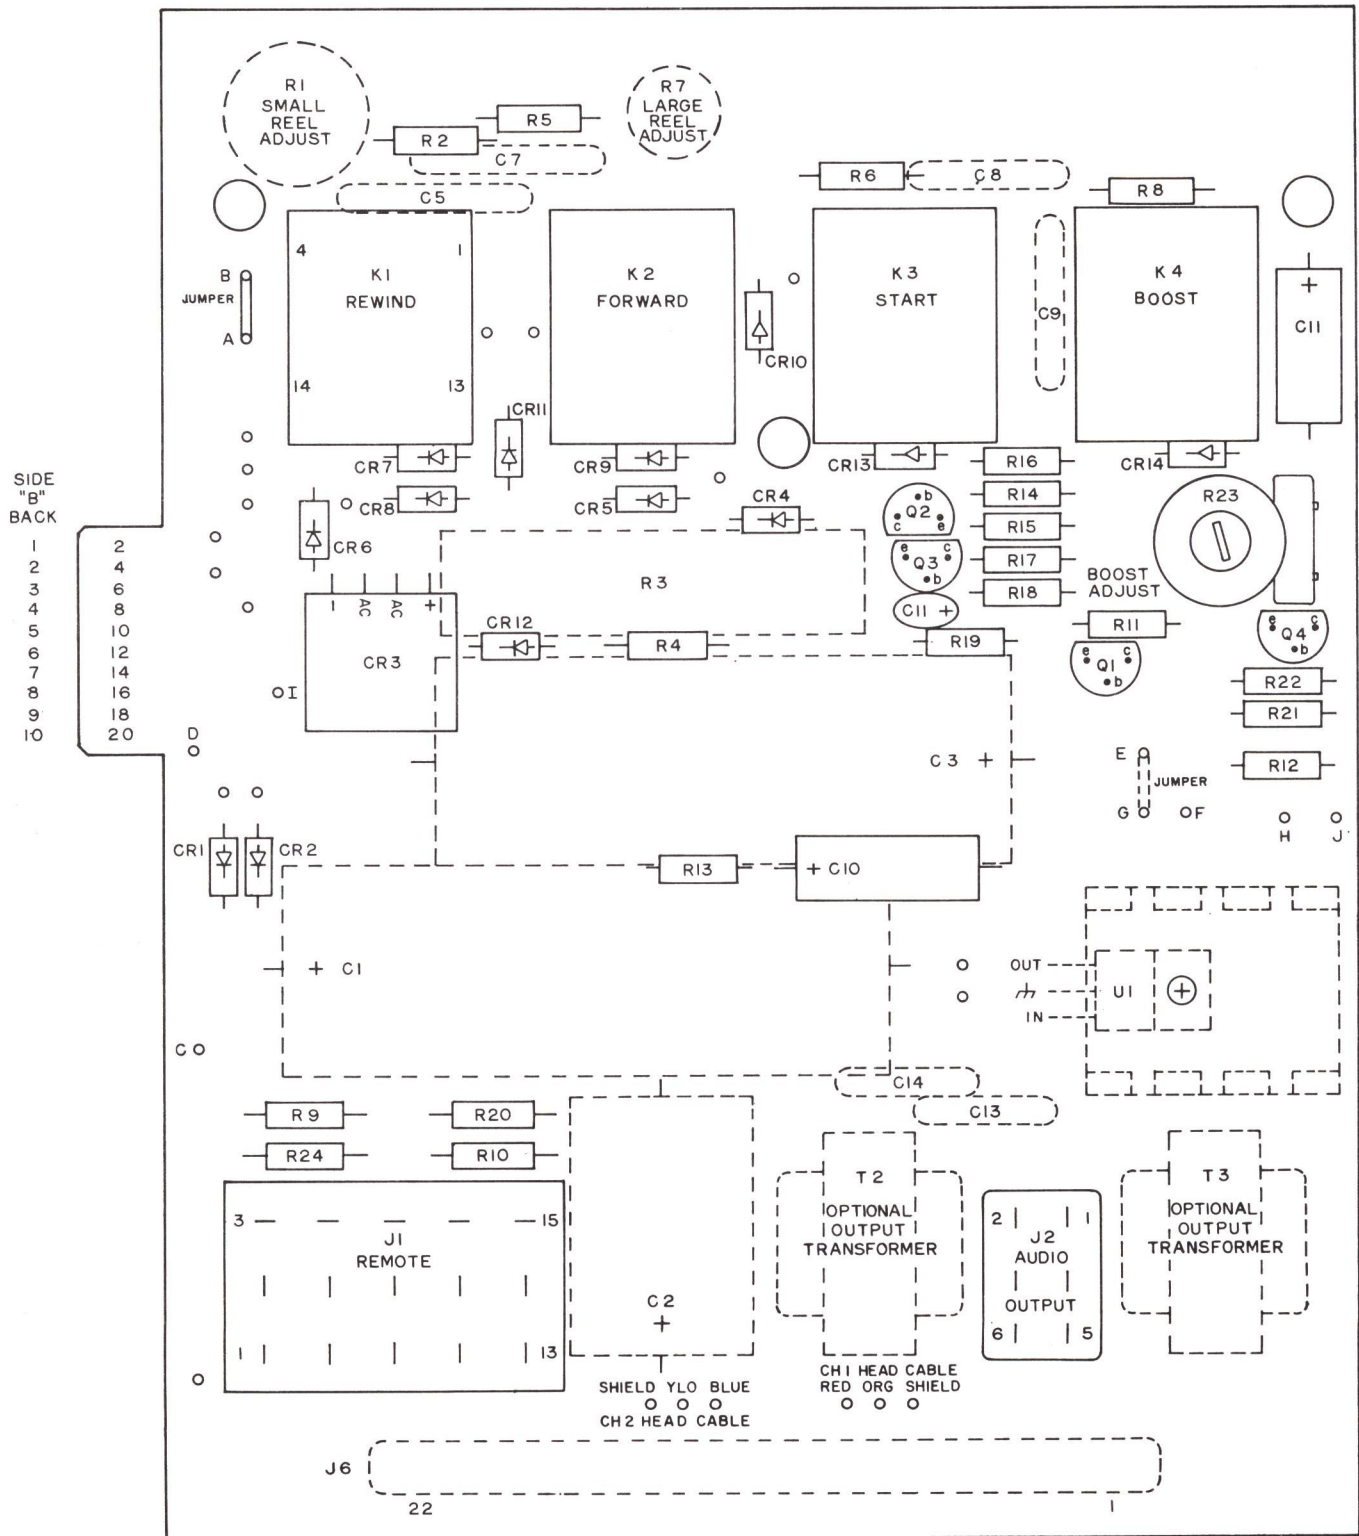 R1
SMALL
REEL
ADJUST
R7
LARGE
REEL
ADJUST
R5
R2
C7
C5
R6
C8
R8
4 1
K1
REWIND
14 13
K2
FORWARD
K3
START
K4
BOOST
C9
+
C11
B
JUMPER
A
CR10
CR11
CR7
CR9
CR13
CR14
CR8
CR5
CR4
CR6
R16
R14
R15
R17
R18
b
Q2
c e
e c
Q3
b
C11 +
R19
R23
BOOST
ADJUST
R11
e c
Q1
b
e c
Q4
b
R22
R21
R12
SIDE
"B"
BACK
1 2
2 4
3 6
4 8
5 10
6 12
7 14
8 16
9 18
10 20
R3
– AC AC +
CR3
CR12
R4
I
D
C3 +
E
JUMPER
G F
H J
CR1 CR2
R13
+ C10
+ C1
OUT
IN
U1
+
C
C14
C13
R9
R20
R24
R10
3 15
J1
REMOTE
1 13
C2
+
T2
OPTIONAL
OUTPUT
TRANSFORMER
2 1
J2
AUDIO
OUTPUT
6 5
T3
OPTIONAL
OUTPUT
TRANSFORMER
SHIELD YLO BLUE
CH2 HEAD CABLE
CH1 HEAD CABLE
RED ORG SHIELD
J6
22 1